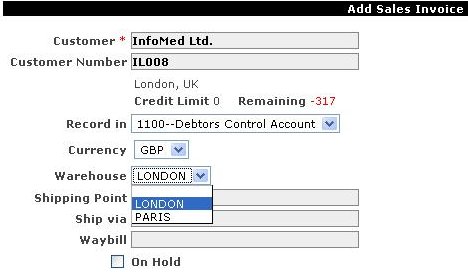 Add Sales Invoice
Customer * InfoMed Ltd.
Customer Number IL008
London, UK
Credit Limit 0 Remaining -317
Record in 1100--Debtors Control Account
Currency GBP
Warehouse LONDON
LONDON
Shipping Point
PARIS
Ship via
Waybill
On Hold